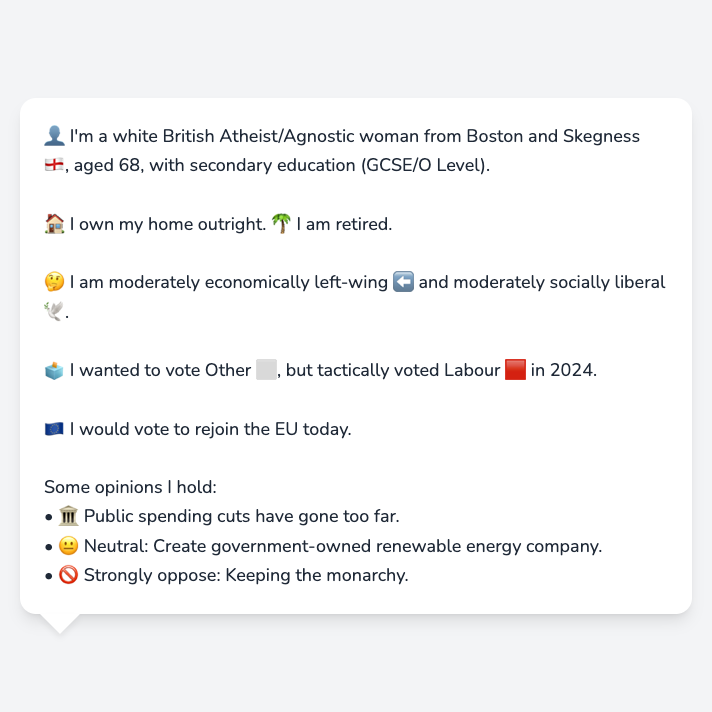 👤 I'm a white British Atheist/Agnostic woman from Boston and Skegness
🏴󠁧󠁢󠁥󠁮󠁧󠁿, aged 68, with secondary education (GCSE/O Level).
🏠 I own my home outright. 🌴 I am retired.
🤔 I am moderately economically left-wing ⬅️ and moderately socially liberal
🕊️.
🗳️ I wanted to vote Other ⬜, but tactically voted Labour 🟥 in 2024.
🇪🇺 I would vote to rejoin the EU today.
Some opinions I hold:
• 🏛️ Public spending cuts have gone too far.
• 😐 Neutral: Create government-owned renewable energy company.
• 🚫 Strongly oppose: Keeping the monarchy.